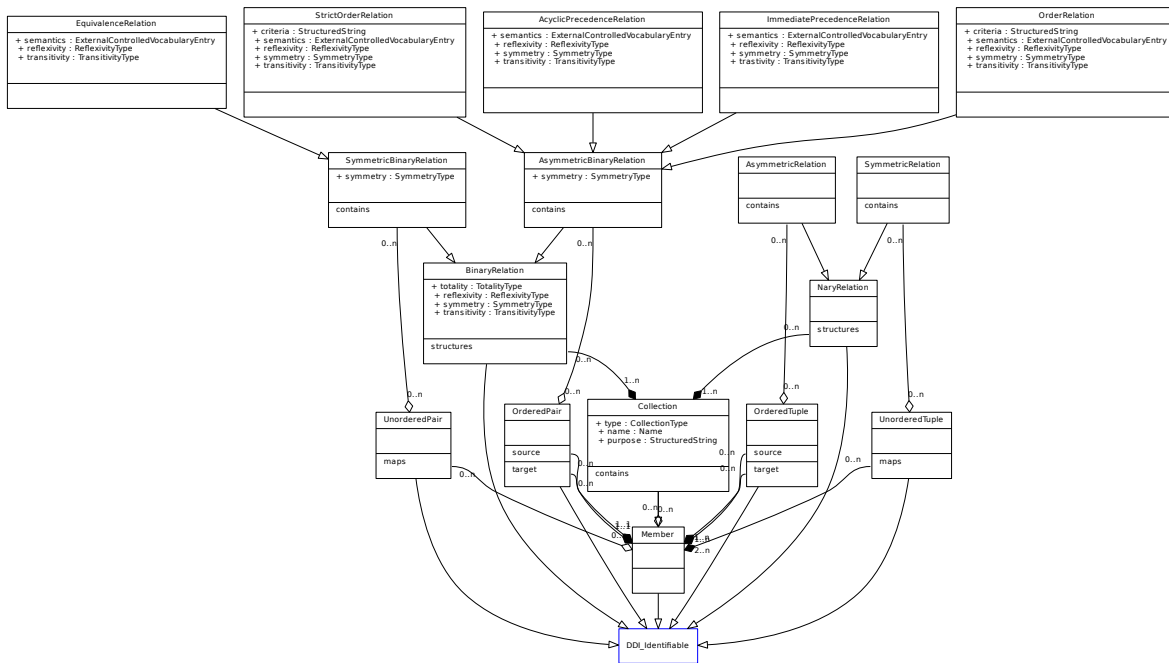 EquivalenceRelation
+ semantics : ExternalControlledVocabularyEntry
+ reflexivity : ReflexivityType
+ transitivity : TransitivityType
StrictOrderRelation
+ criteria : StructuredString
+ semantics : ExternalControlledVocabularyEntry
+ reflexivity : ReflexivityType
+ symmetry : SymmetryType
+ transitivity : TransitivityType
AcyclicPrecedenceRelation
+ semantics : ExternalControlledVocabularyEntry
+ reflexivity : ReflexivityType
+ symmetry : SymmetryType
+ transitivity : TransitivityType
ImmediatePrecedenceRelation
+ semantics : ExternalControlledVocabularyEntry
+ reflexivity : ReflexivityType
+ symmetry : SymmetryType
+ trastivity : TransitivityType
OrderRelation
+ criteria : StructuredString
+ semantics : ExternalControlledVocabularyEntry
+ reflexivity : ReflexivityType
+ symmetry : SymmetryType
+ transitivity : TransitivityType
SymmetricBinaryRelation
+ symmetry : SymmetryType
contains
AsymmetricBinaryRelation
+ symmetry : SymmetryType
contains
AsymmetricRelation
contains
SymmetricRelation
contains
0..n
0..n
0..n
0..n
BinaryRelation
+ totality : TotalityType
+ reflexivity : ReflexivityType
+ symmetry : SymmetryType
+ transitivity : TransitivityType
structures
NaryRelation
structures
0..n
0..n
1..n
1..n
0..n
0..n
0..n
0..n
UnorderedPair
maps
OrderedPair
source
target
Collection
+ type : CollectionType
+ name : Name
+ purpose : StructuredString
contains
OrderedTuple
source
target
UnorderedTuple
maps
0..n
0..n
0..n
0..n
0..n
0..n
0..n
0..n
1..1
2..n
Member
DDI_Identifiable